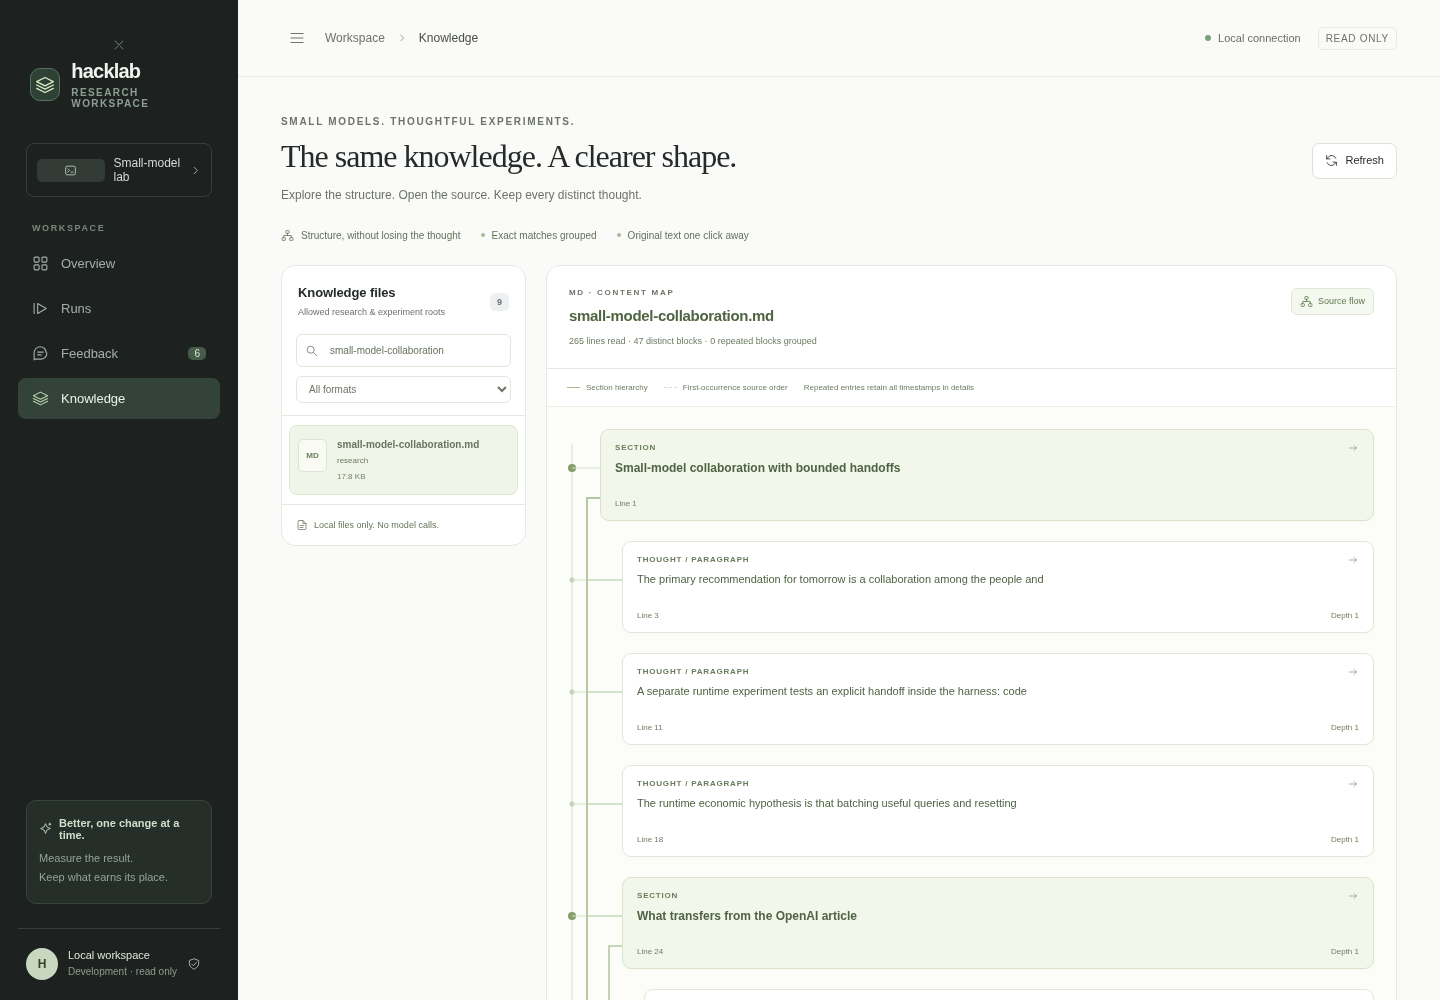 hacklab
RESEARCH
WORKSPACE
Small-model
lab
WORKSPACE
Overview
Runs
Feedback
6
Knowledge
Better, one change at a
time.
Measure the result.
Keep what earns its place.
H
Local workspace
Development · read only
Workspace
Knowledge
Local connection
READ ONLY
SMALL MODELS. THOUGHTFUL EXPERIMENTS.
The same knowledge. A clearer shape.
Explore the structure. Open the source. Keep every distinct thought.
Refresh
Structure, without losing the thought
Exact matches grouped
Original text one click away
Knowledge files
Allowed research & experiment roots
9
small-model-collaboration
All formats
MD
small-model-collaboration.md
research
17.8 KB
Local files only. No model calls.
MD · CONTENT MAP
small-model-collaboration.md
265 lines read · 47 distinct blocks · 0 repeated blocks grouped
Source flow
Section hierarchy
First-occurrence source order
Repeated entries retain all timestamps in details
SECTION
Small-model collaboration with bounded handoffs
Line 1
THOUGHT / PARAGRAPH
The primary recommendation for tomorrow is a collaboration among the people and
Line 3
Depth 1
THOUGHT / PARAGRAPH
A separate runtime experiment tests an explicit handoff inside the harness: code
Line 11
Depth 1
THOUGHT / PARAGRAPH
The runtime economic hypothesis is that batching useful queries and resetting
Line 18
Depth 1
SECTION
What transfers from the OpenAI article
Line 24
Depth 1